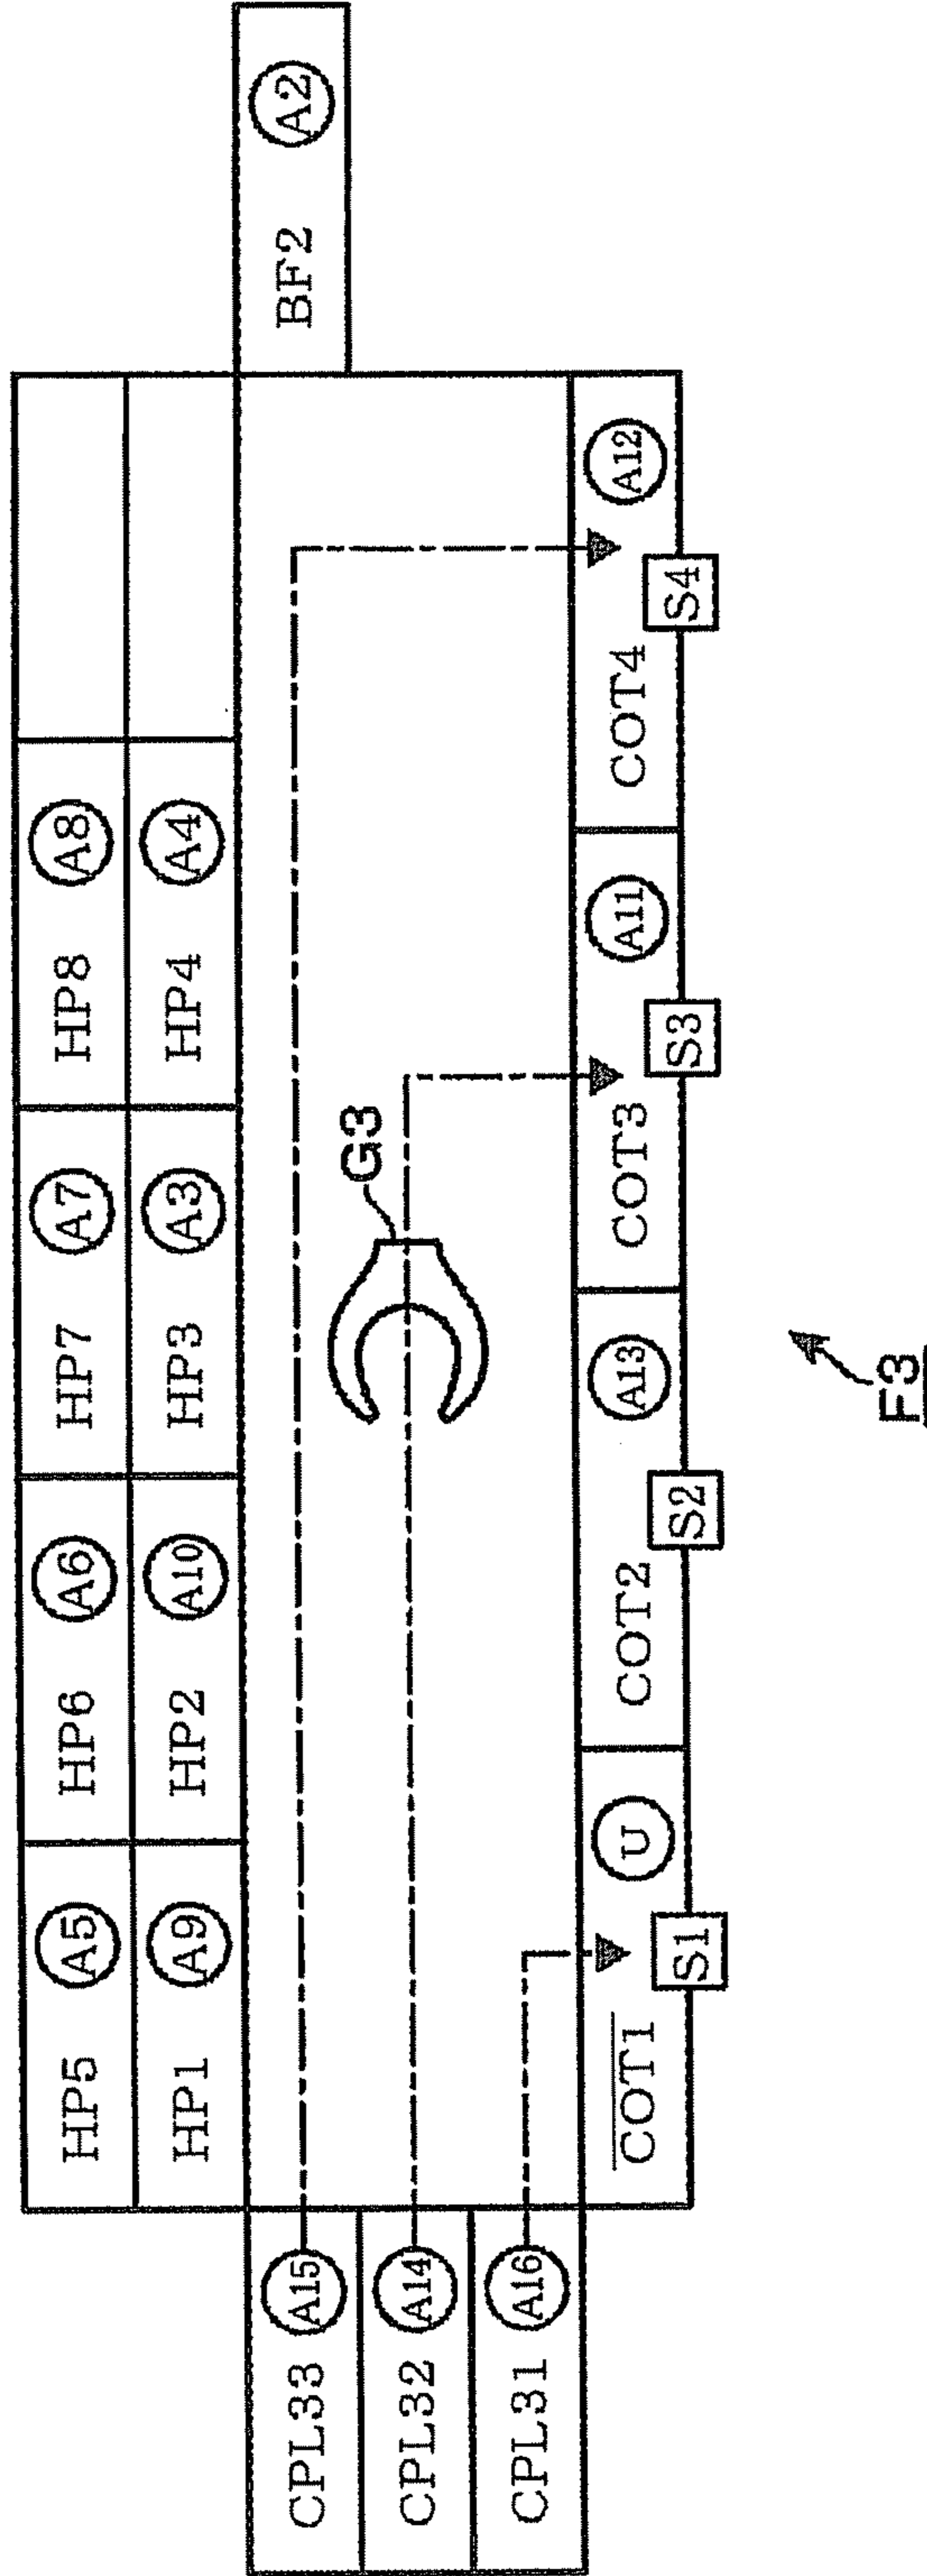 HP5 A5 HP6 A6 HP7 A7 HP8 A8
HP1 A9 HP2 A10 HP3 A3 HP4 A4
BF2 A2
CPL33 A15
CPL32 A14
CPL31 A16
G3
COT1 U COT2 A13 COT3 A11 COT4 A12
S1 S2 S3 S4
F3